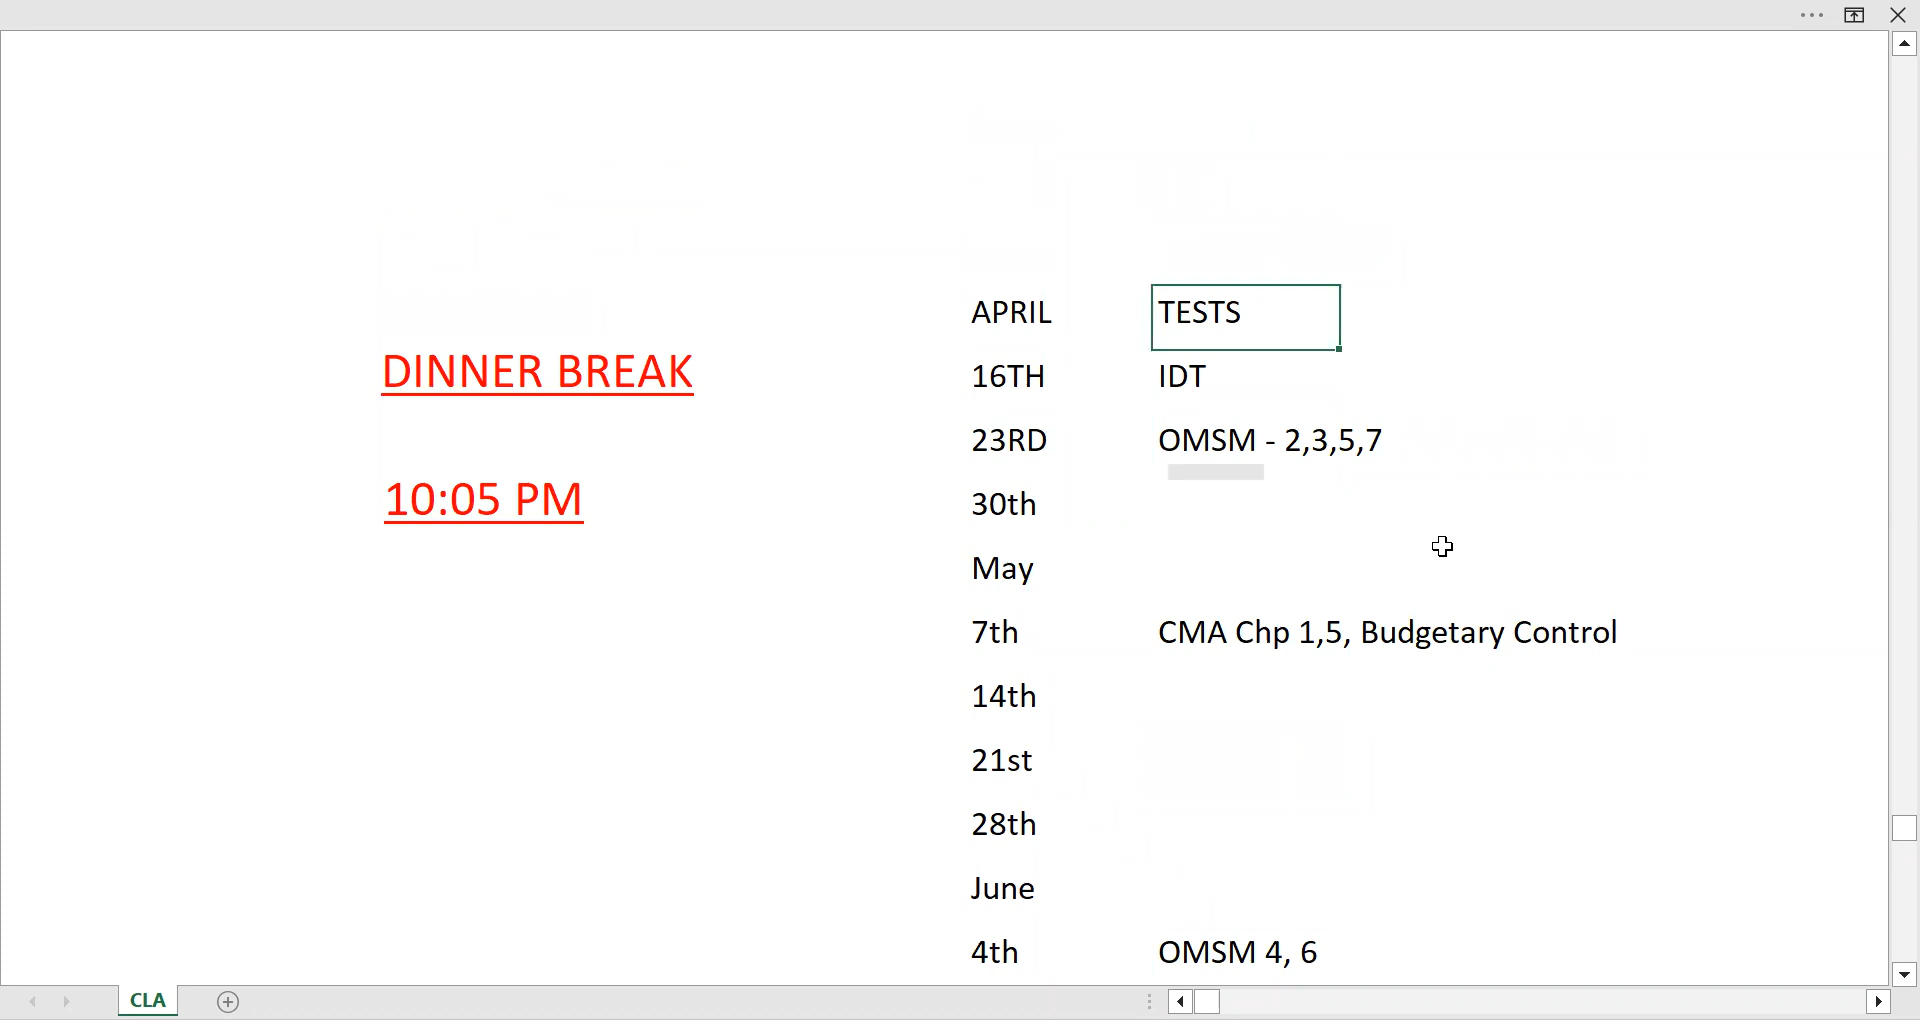 APRIL TESTS
DINNER BREAK
16TH IDT
23RD OMSM - 2,3,5,7
10:05 PM
30th
May
7th CMA Chp 1,5, Budgetary Control
14th
21st
28th
June
4th OMSM 4, 6
CLA